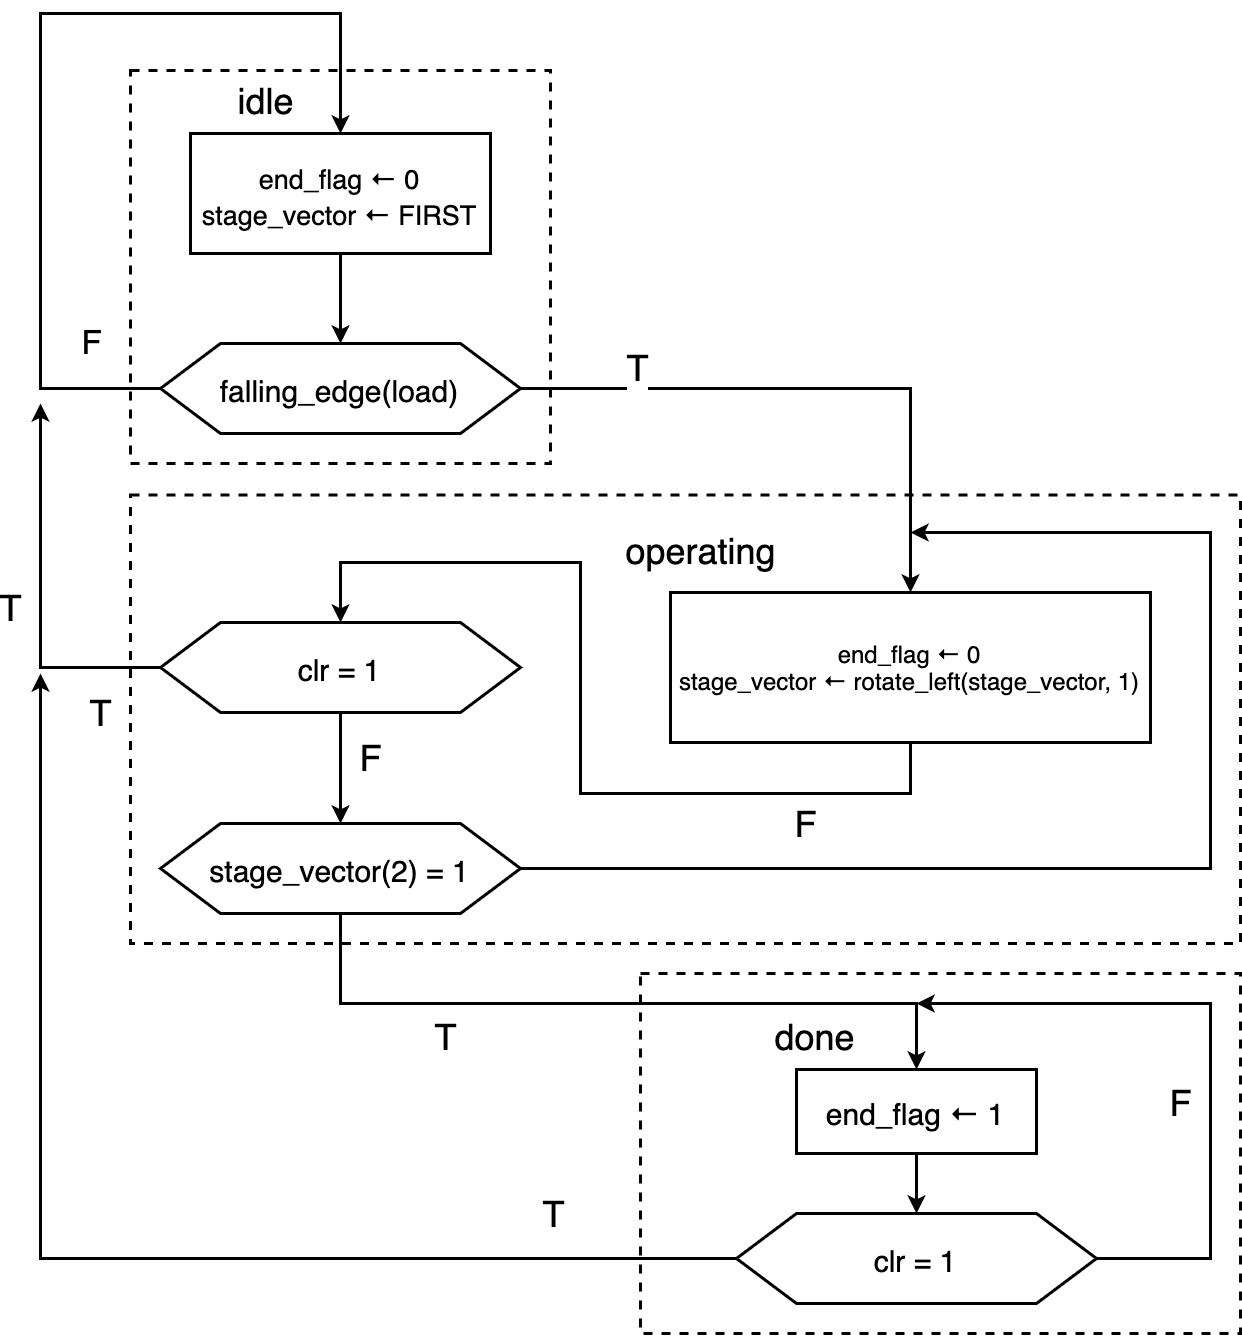 idle
end_flag ← 0
stage_vector ← FIRST
F
falling_edge(load)
T
operating
T
clr = 1
end_flag ← 0
stage_vector ← rotate_left(stage_vector, 1)
T
F
F
stage_vector(2) = 1
T
done
end_flag ← 1
F
T
clr = 1